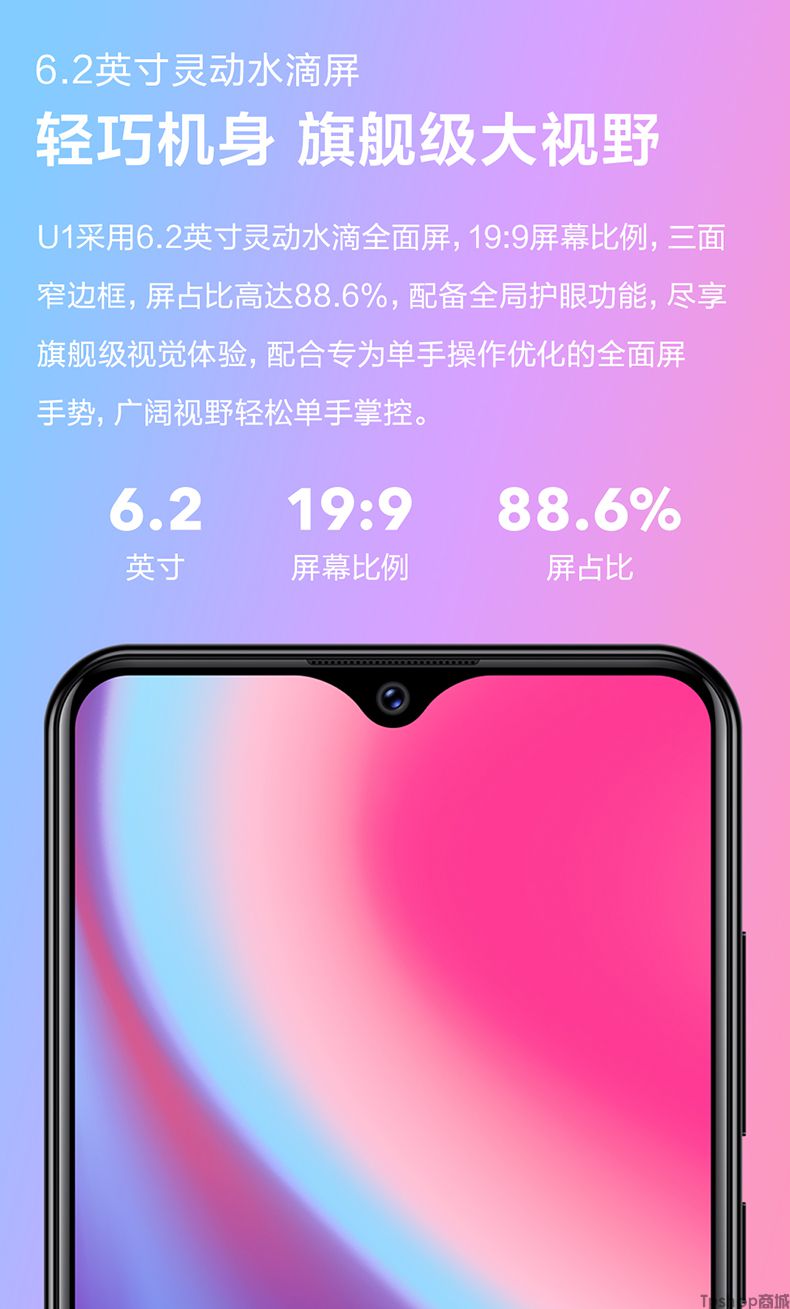 6.2英寸灵动水滴屏
轻巧机身 旗舰级大视野
U1采用6.2英寸灵动水滴全面屏，19:9屏幕比例，三面
窄边框，屏占比高达88.6%，配备全局护眼功能，尽享
旗舰级视觉体验，配合专为单手操作优化的全面屏
手势，广阔视野轻松单手掌控。
6.2 19:9 88.6%
英寸 屏幕比例 屏占比
Tpshop商城